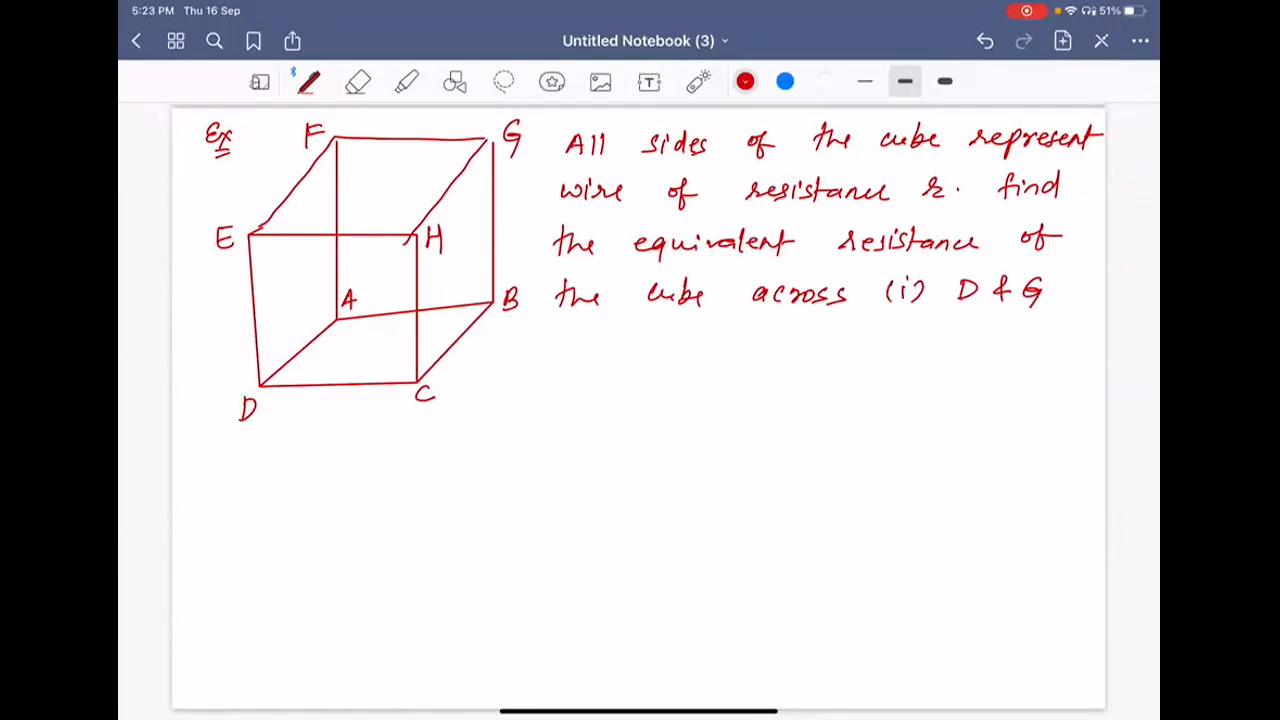 5:23 PM Thu 16 Sep
51%
Untitled Notebook (3)
Ex
F
G
E
H
A
B
D
C
All sides of the cube represent
wire of resistance r. find
the equivalent resistance of
the cube across (i) D & G